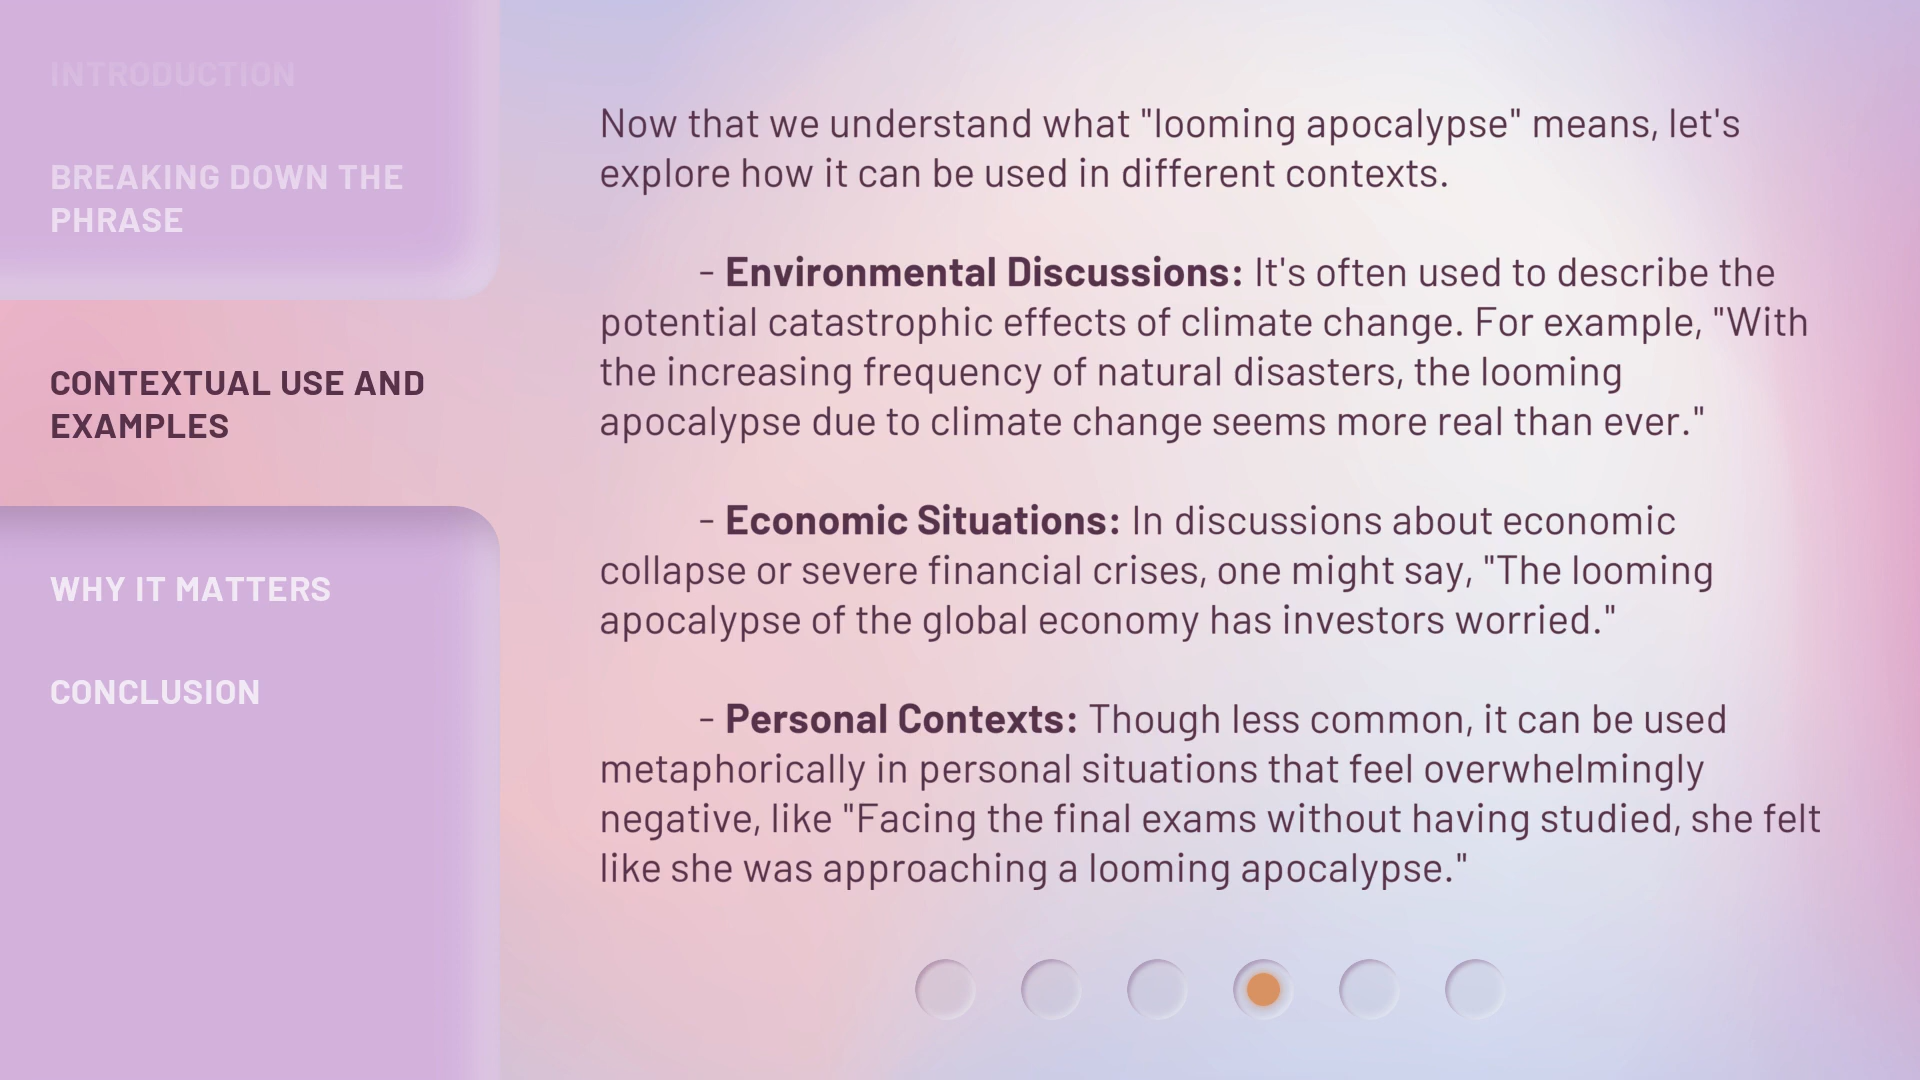 INTRODUCTION
BREAKING DOWN THE
PHRASE
CONTEXTUAL USE AND
EXAMPLES
WHY IT MATTERS
CONCLUSION
Now that we understand what "looming apocalypse" means, let's
explore how it can be used in different contexts.
- Environmental Discussions: It's often used to describe the
potential catastrophic effects of climate change. For example, "With
the increasing frequency of natural disasters, the looming
apocalypse due to climate change seems more real than ever."
- Economic Situations: In discussions about economic
collapse or severe financial crises, one might say, "The looming
apocalypse of the global economy has investors worried."
- Personal Contexts: Though less common, it can be used
metaphorically in personal situations that feel overwhelmingly
negative, like "Facing the final exams without having studied, she felt
like she was approaching a looming apocalypse."